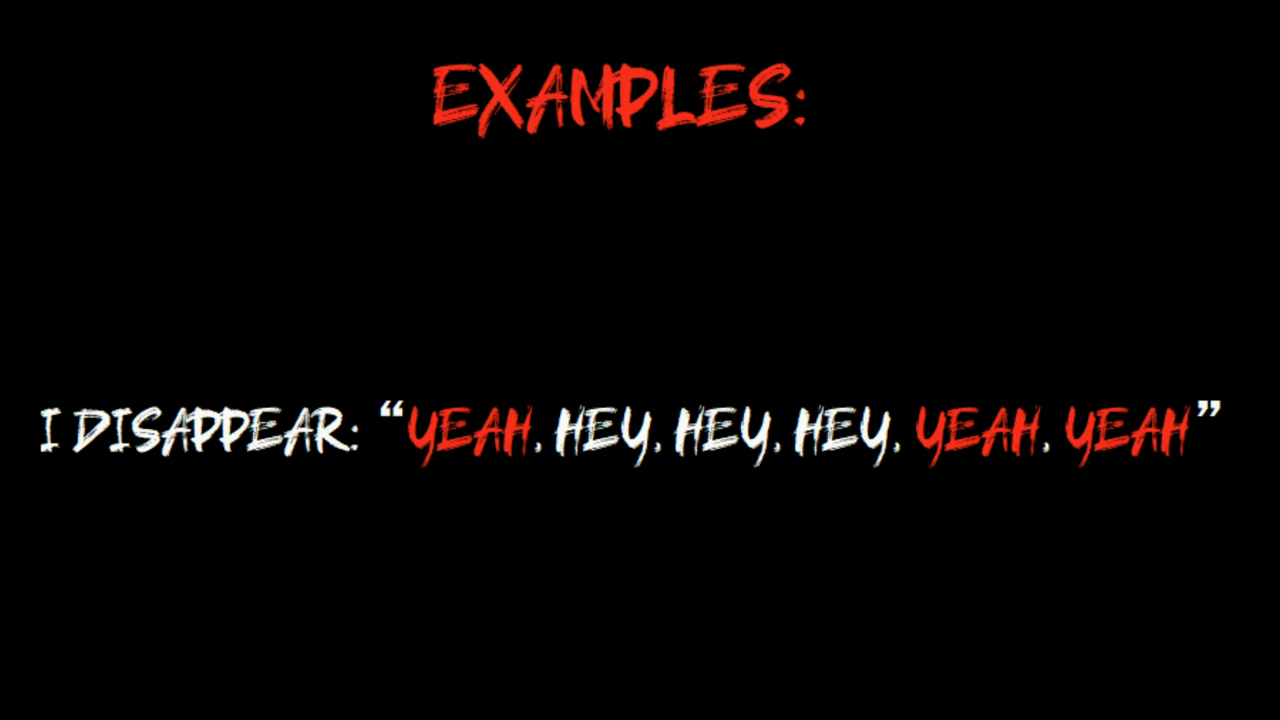 EXAMPLES:
I DISAPPEAR: “YEAH, HEY, HEY, HEY, YEAH, YEAH”